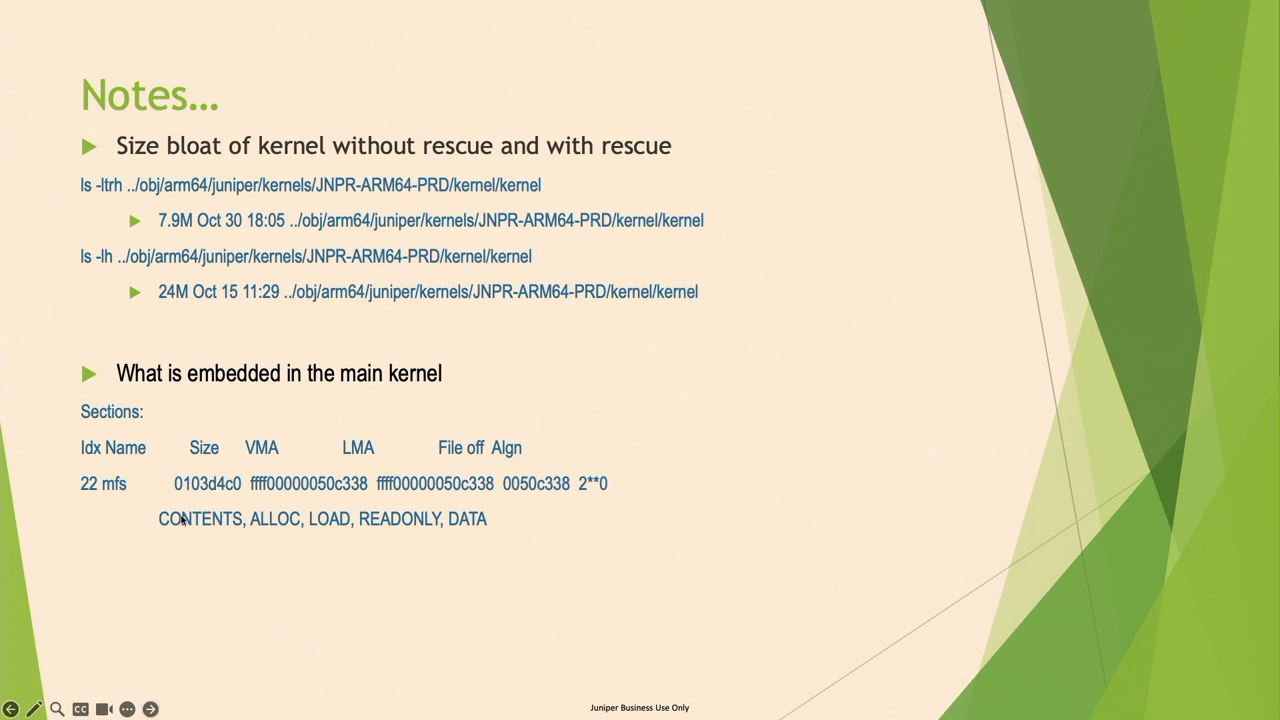 Notes...
Size bloat of kernel without rescue and with rescue
ls -ltrh ../obj/arm64/juniper/kernels/JNPR-ARM64-PRD/kernel/kernel
7.9M Oct 30 18:05 ../obj/arm64/juniper/kernels/JNPR-ARM64-PRD/kernel/kernel
ls -lh ../obj/arm64/juniper/kernels/JNPR-ARM64-PRD/kernel/kernel
24M Oct 15 11:29 ../obj/arm64/juniper/kernels/JNPR-ARM64-PRD/kernel/kernel
What is embedded in the main kernel
Sections:
Idx Name Size VMA LMA File off Algn
22 mfs 0103d4c0 ffff00000050c338 ffff00000050c338 0050c338 2**0
CONTENTS, ALLOC, LOAD, READONLY, DATA
CC
Juniper Business Use Only